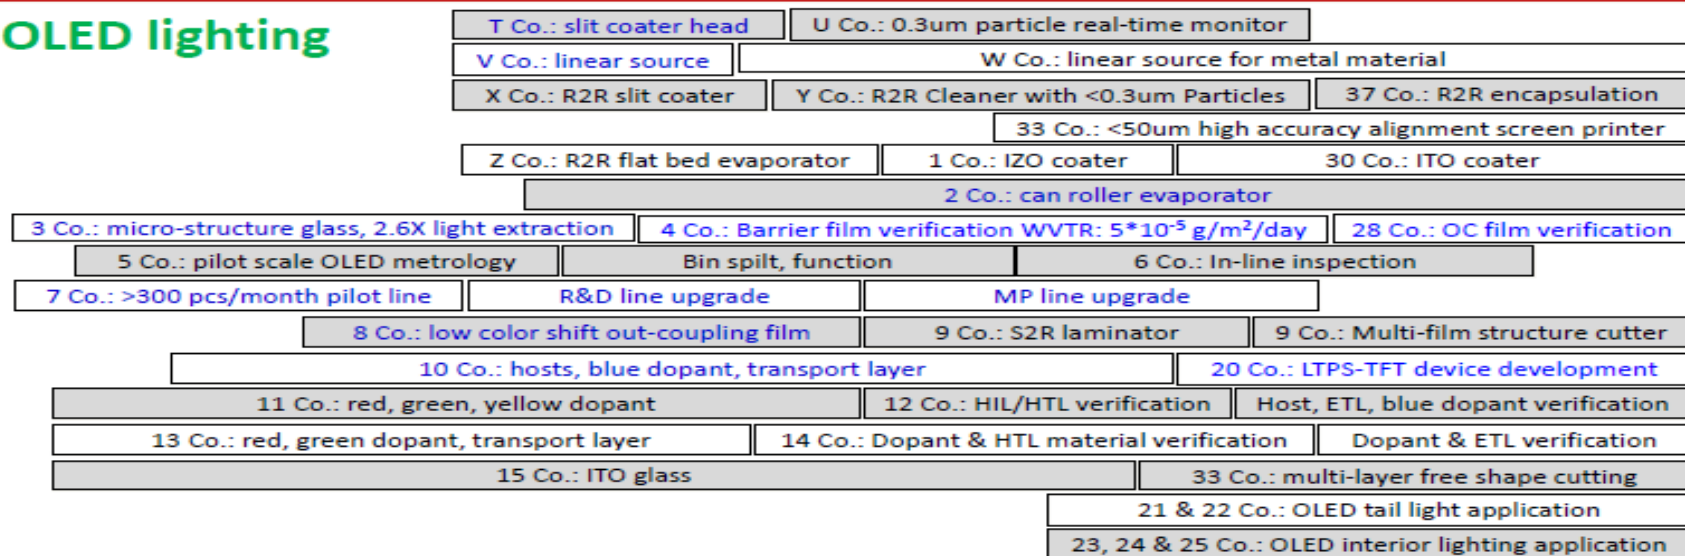 OLED lighting
T Co.: slit coater head U Co.: 0.3um particle real-time monitor
V Co.: linear source W Co.: linear source for metal material
X Co.: R2R slit coater Y Co.: R2R Cleaner with <0.3um Particles 37 Co.: R2R encapsulation
33 Co.: <50um high accuracy alignment screen printer
Z Co.: R2R flat bed evaporator 1 Co.: IZO coater 30 Co.: ITO coater
2 Co.: can roller evaporator
3 Co.: micro-structure glass, 2.6X light extraction 4 Co.: Barrier film verification WVTR: 5*10⁻⁵ g/m²/day 28 Co.: OC film verification
5 Co.: pilot scale OLED metrology Bin spilt, function 6 Co.: In-line inspection
7 Co.: >300 pcs/month pilot line R&D line upgrade MP line upgrade
8 Co.: low color shift out-coupling film 9 Co.: S2R laminator 9 Co.: Multi-film structure cutter
10 Co.: hosts, blue dopant, transport layer 20 Co.: LTPS-TFT device development
11 Co.: red, green, yellow dopant 12 Co.: HIL/HTL verification Host, ETL, blue dopant verification
13 Co.: red, green dopant, transport layer 14 Co.: Dopant & HTL material verification Dopant & ETL verification
15 Co.: ITO glass 33 Co.: multi-layer free shape cutting
21 & 22 Co.: OLED tail light application
23, 24 & 25 Co.: OLED interior lighting application